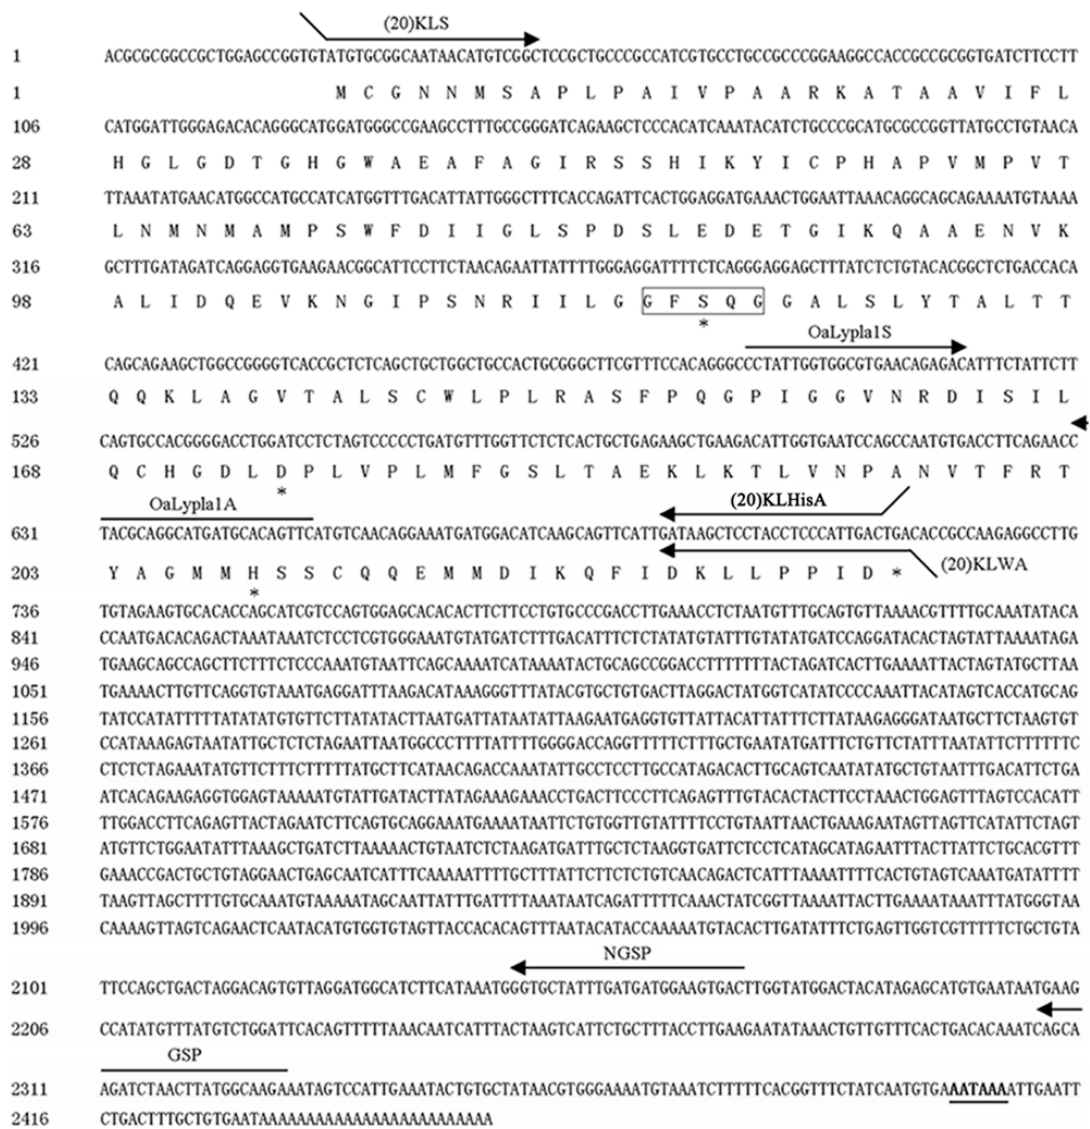 (20)KLS
1 ACGCGCGGCCGCTGGAGCCGGTGTATGTGCGGCAATAACATGTCGGCTCCGCTGCCCGCCATCGTGCCTGCCGCCCGGAAGGCCACCGCCGCGGTGATCTTCCTT
1 M C G N N M S A P L P A I V P A A R K A T A A V I F L
106 CATGGATTGGGAGACACAGGGCATGGATGGGCCGAAGCCTTTGCCGGGATCAGAAGCTCCCACATCAAATACATCTGCCCGCATGCGCCGGTTATGCCTGTAACA
28 H G L G D T G H G W A E A F A G I R S S H I K Y I C P H A P V M P V T
211 TTAAATATGAACATGGCCATGCCATCATGGTTTGACATTATTGGGCTTTCACCAGATTCACTGGAGGATGAAACTGGAATTAAACAGGCAGCAGAAAATGTAAAA
63 L N M N M A M P S W F D I I G L S P D S L E D E T G I K Q A A E N V K
316 GCTTTGATAGATCAGGAGGTGAAGAACGGCATTCCTTCTAACAGAATTATTTTGGGAGGATTTTCTCAGGGAGGAGCTTTATCTCTGTACACGGCTCTGACCACA
98 A L I D Q E V K N G I P S N R I I L G G F S Q G G A L S L Y T A L T T
*
OaLypla1S
421 CAGCAGAAGCTGGCCGGGGTCACCGCTCTCAGCTGCTGGCTGCCACTGCGGGCTTCGTTTCCACAGGGCCCTATTGGTGGCGTGAACAGAGACATTTCTATTCTT
133 Q Q K L A G V T A L S C W L P L R A S F P Q G P I G G V N R D I S I L
526 CAGTGCCACGGGGACCTGGATCCTCTAGTCCCCCTGATGTTTGGTTCTCTCACTGCTGAGAAGCTGAAGACATTGGTGAATCCAGCCAATGTGACCTTCAGAACC
168 Q C H G D L D P L V P L M F G S L T A E K L K T L V N P A N V T F R T
*
OaLypla1A (20)KLHisA
631 TACGCAGGCATGATGCACAGTTCATGTCAACAGGAAATGATGGACATCAAGCAGTTCATTGATAAGCTCCTACCTCCCATTGACTGACACCGCCAAGAGGCCTTG
(20)KLWA
203 Y A G M M H S S C Q Q E M M D I K Q F I D K L L P P I D *
*
736 TGTAGAAGTGCACACCAGCATCGTCCAGTGGAGCACACACTTCTTCCTGTGCCCGACCTTGAAACCTCTAATGTTTGCAGTGTTAAAACGTTTTGCAAATATACA
841 CCAATGACACAGACTAAATAAATCTCCTCGTGGGAAATGTATGATCTTTGACATTTCTCTATATGTATTTGTATATGATCCAGGATACACTAGTATTAAAATAGA
946 TGAAGCAGCCAGCTTCTTTCTCCCAAATGTAATTCAGCAAAATCATAAAATACTGCAGCCGGACCTTTTTTTACTAGATCACTTGAAAATTACTAGTATGCTTAA
1051 TGAAAACTTGTTCAGGTGTAAATGAGGATTTAAGACATAAAGGGTTTATACGTGCTGTGACTTAGGACTATGGTCATATCCCCAAATTACATAGTCACCATGCAG
1156 TATCCATATTTTTATATATGTGTTCTTATATACTTAATGATTATAATATTAAGAATGAGGTGTTATTACATTATTTCTTATAAGAGGGATAATGCTTCTAAGTGT
1261 CCATAAAGAGTAATATTGCTCTCTAGAATTAATGGCCCTTTTATTTTGGGGACCAGGTTTTTCTTTGCTGAATATGATTTCTGTTCTATTTAATATTCTTTTTTC
1366 CTCTCTAGAAATATGTTCTTTCTTTTTATGCTTCATAACAGACCAAATATTGCCTCCTTGCCATAGACACTTGCAGTCAATATATGCTGTAATTTGACATTCTGA
1471 ATCACAGAAGAGGTGGAGTAAAAATGTATTGATACTTATAGAAAGAAACCTGACTTCCCTTCAGAGTTTGTACACTACTTCCTAAACTGGAGTTTAGTCCACATT
1576 TTGGACCTTCAGAGTTACTAGAATCTTCAGTGCAGGAAATGAAAATAATTCTGTGGTTGTATTTTCCTGTAATTAACTGAAAGAATAGTTAGTTCATATTCTAGT
1681 ATGTTCTGGAATATTTAAAGCTGATCTTAAAAACTGTAATCTCTAAGATGATTTGCTCTAAGGTGATTCTCCTCATAGCATAGAATTTACTTATTCTGCACGTTT
1786 GAAACCGACTGCTGTAGGAACTGAGCAATCATTTCAAAAATTTTGCTTTATTCTTCTCTGTCAACAGACTCATTTAAAATTTTCACTGTAGTCAAATGATATTTT
1891 TAAGTTAGCTTTTGTGCAAATGTAAAAATAGCAATTATTTGATTTTAAATAATCAGATTTTTCAAACTATCGGTTAAAATTACTTGAAAATAAATTTATGGGTAA
1996 CAAAAGTTAGTCAGAACTCAATACATGTGGTGTAGTTACCACACAGTTTAATACATACCAAAAATGTACACTTGATATTTCTGAGTTGGTCGTTTTTCTGCTGTA
NGSP
2101 TTCCAGCTGACTAGGACAGTGTTAGGATGGCATCTTCATAAATGGGTGCTATTTGATGATGGAAGTGACTTGGTATGGACTACATAGAGCATGTGAATAATGAAG
2206 CCATATGTTTATGTCTGGATTCACAGTTTTTAAACAATCATTTACTAAGTCATTCTGCTTTACCTTGAAGAATATAAACTGTTGTTTCACTGACACAAATCAGCA
GSP
2311 AGATCTAACTTATGGCAAGAAATAGTCCATTGAAATACTGTGCTATAACGTGGGAAAATGTAAATCTTTTTCACGGTTTCTATCAATGTGAAATAAAATTGAATT
2416 CTGACTTTGCTGTGAATAAAAAAAAAAAAAAAAAAAAAAAA